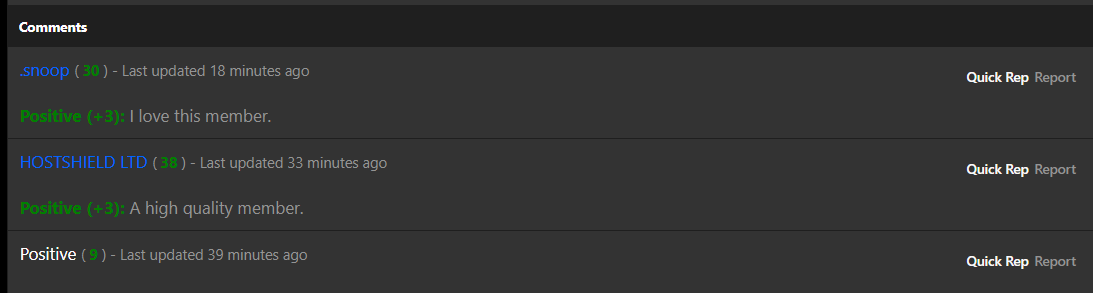 Comments
.snoop ( 30 ) - Last updated 18 minutes ago
Quick Rep Report
Positive (+3): I love this member.
HOSTSHIELD LTD ( 38 ) - Last updated 33 minutes ago
Quick Rep Report
Positive (+3): A high quality member.
Positive ( 9 ) - Last updated 39 minutes ago
Quick Rep Report